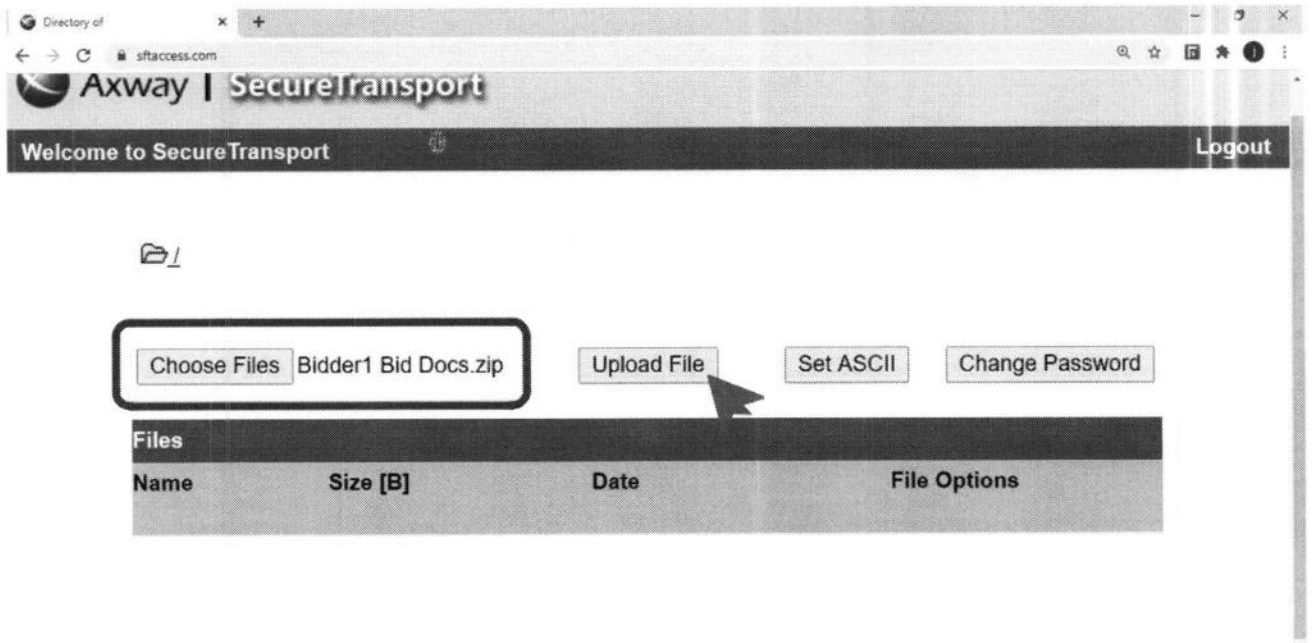 Directory of
sftaccess.com
Axway | SecureTransport
Welcome to SecureTransport Logout
/
Choose Files Bidder1 Bid Docs.zip Upload File Set ASCII Change Password
Files
Name Size [B] Date File Options